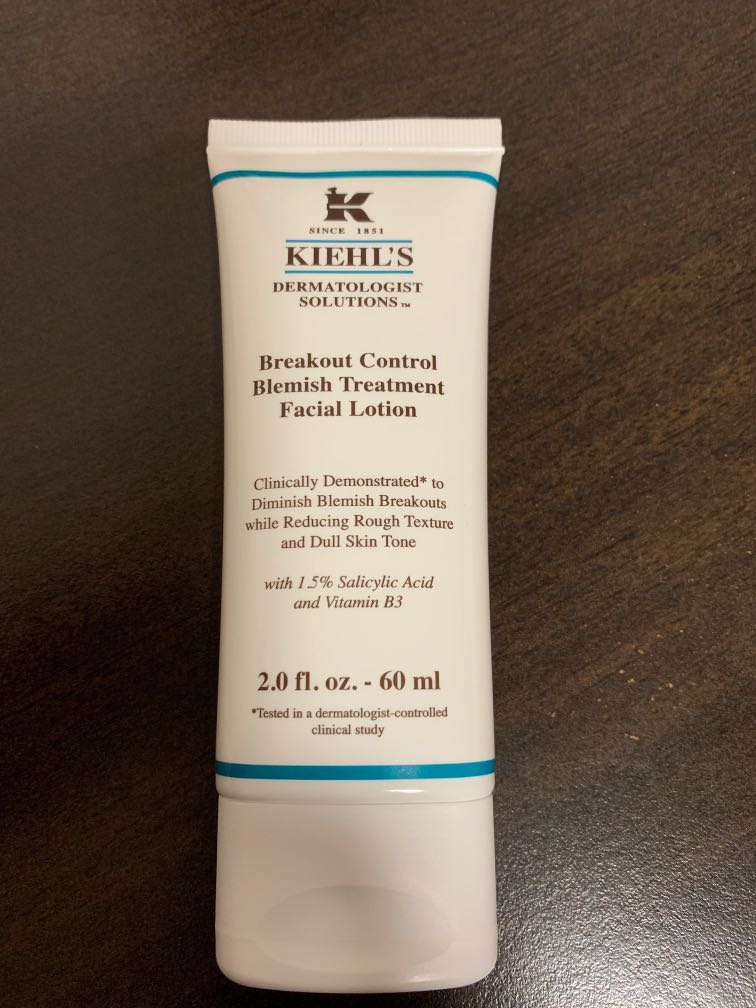 K
SINCE 1851
KIEHL'S
DERMATOLOGIST
SOLUTIONS™
Breakout Control
Blemish Treatment
Facial Lotion
Clinically Demonstrated* to
Diminish Blemish Breakouts
while Reducing Rough Texture
and Dull Skin Tone
with 1.5% Salicylic Acid
and Vitamin B3
2.0 fl. oz. - 60 ml
*Tested in a dermatologist-controlled
clinical study